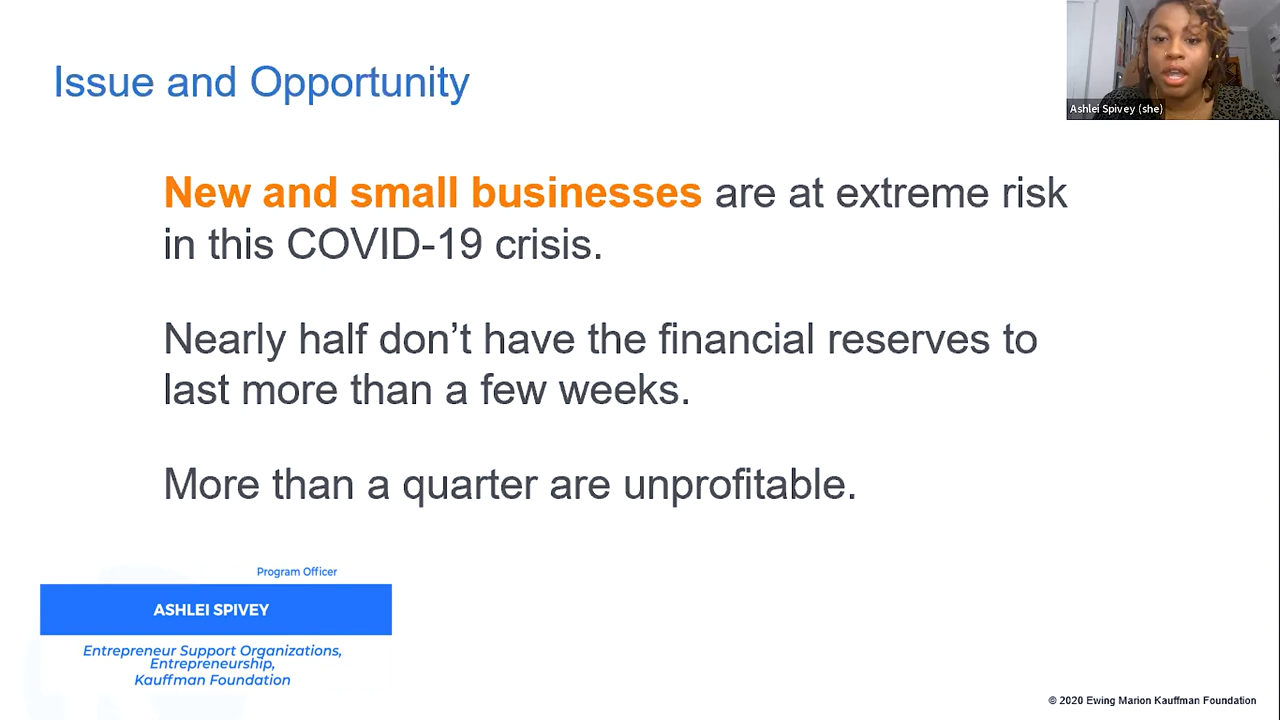 Issue and Opportunity
Ashlei Spivey (she)
New and small businesses are at extreme risk
in this COVID-19 crisis.
Nearly half don’t have the financial reserves to
last more than a few weeks.
More than a quarter are unprofitable.
Program Officer
ASHLEI SPIVEY
Entrepreneur Support Organizations,
Entrepreneurship,
Kauffman Foundation
© 2020 Ewing Marion Kauffman Foundation